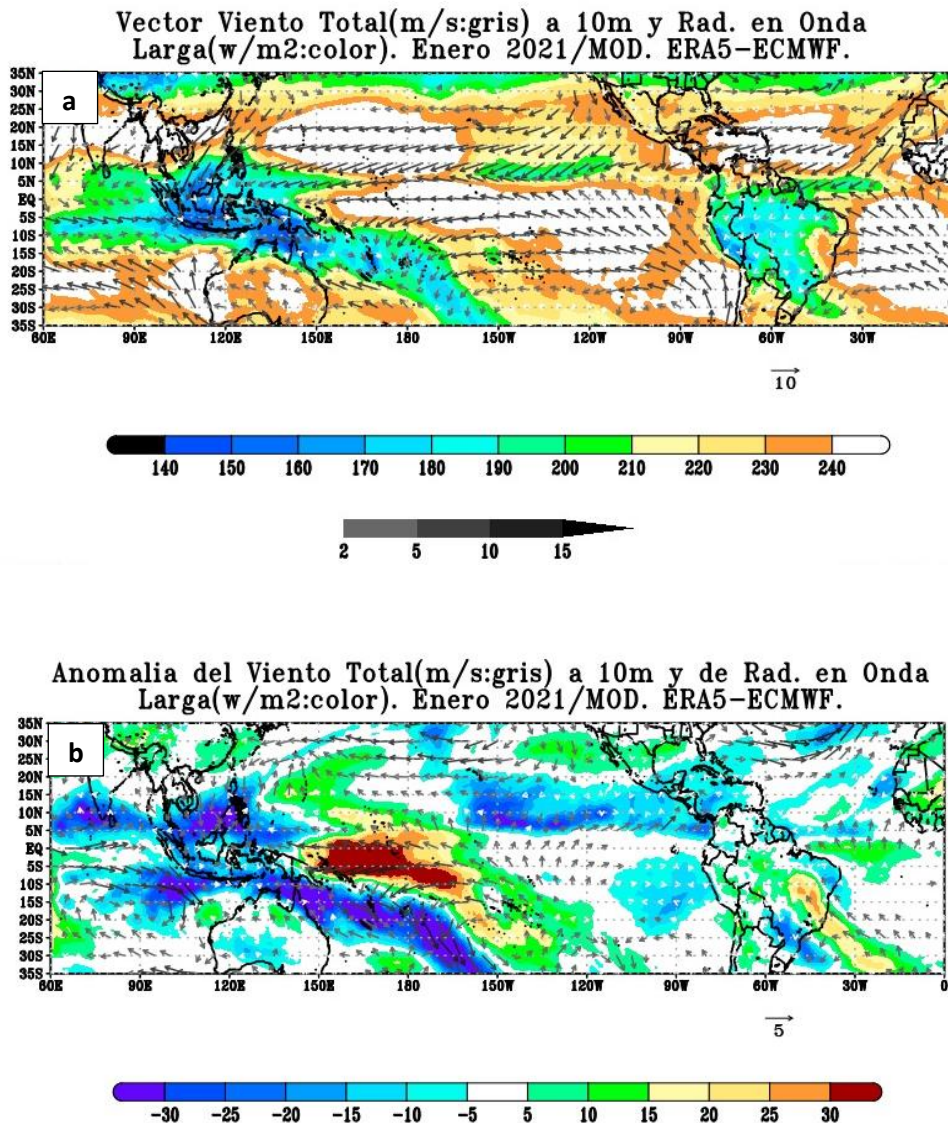 Vector Viento Total(m/s:gris) a 10m y Rad. en Onda
Larga(w/m2:color). Enero 2021/MOD. ERA5-ECMWF.
a
35N
30N
25N
20N
15N
10N
5N
EQ
5S
10S
15S
20S
25S
30S
35S
60E 90E 120E 150E 180 150W 120W 90W 60W 30W
10
140 150 160 170 180 190 200 210 220 230 240
2 5 10 15
Anomalia del Viento Total(m/s:gris) a 10m y de Rad. en Onda
Larga(w/m2:color). Enero 2021/MOD. ERA5-ECMWF.
b
35N
30N
25N
20N
15N
10N
5N
EQ
5S
10S
15S
20S
25S
30S
35S
60E 90E 120E 150E 180 150W 120W 90W 60W 30W 0
5
-30 -25 -20 -15 -10 -5 5 10 15 20 25 30